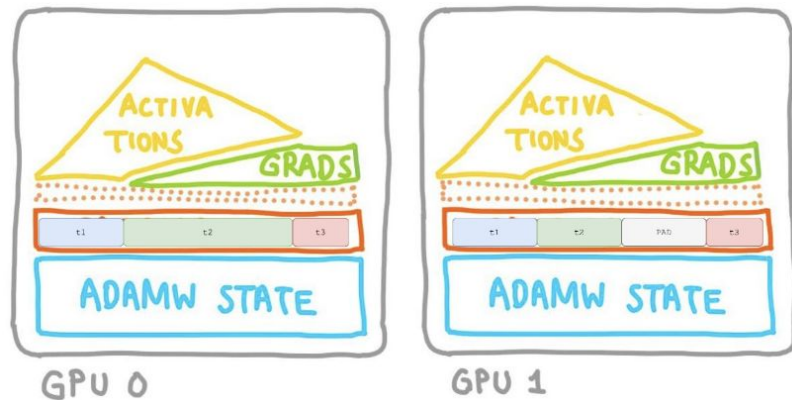 ACTIVA
TIONS
GRADS
t1 t2 t3
ADAMW STATE
GPU 0
ACTIVA
TIONS
GRADS
t1 t2 PAD t3
ADAMW STATE
GPU 1